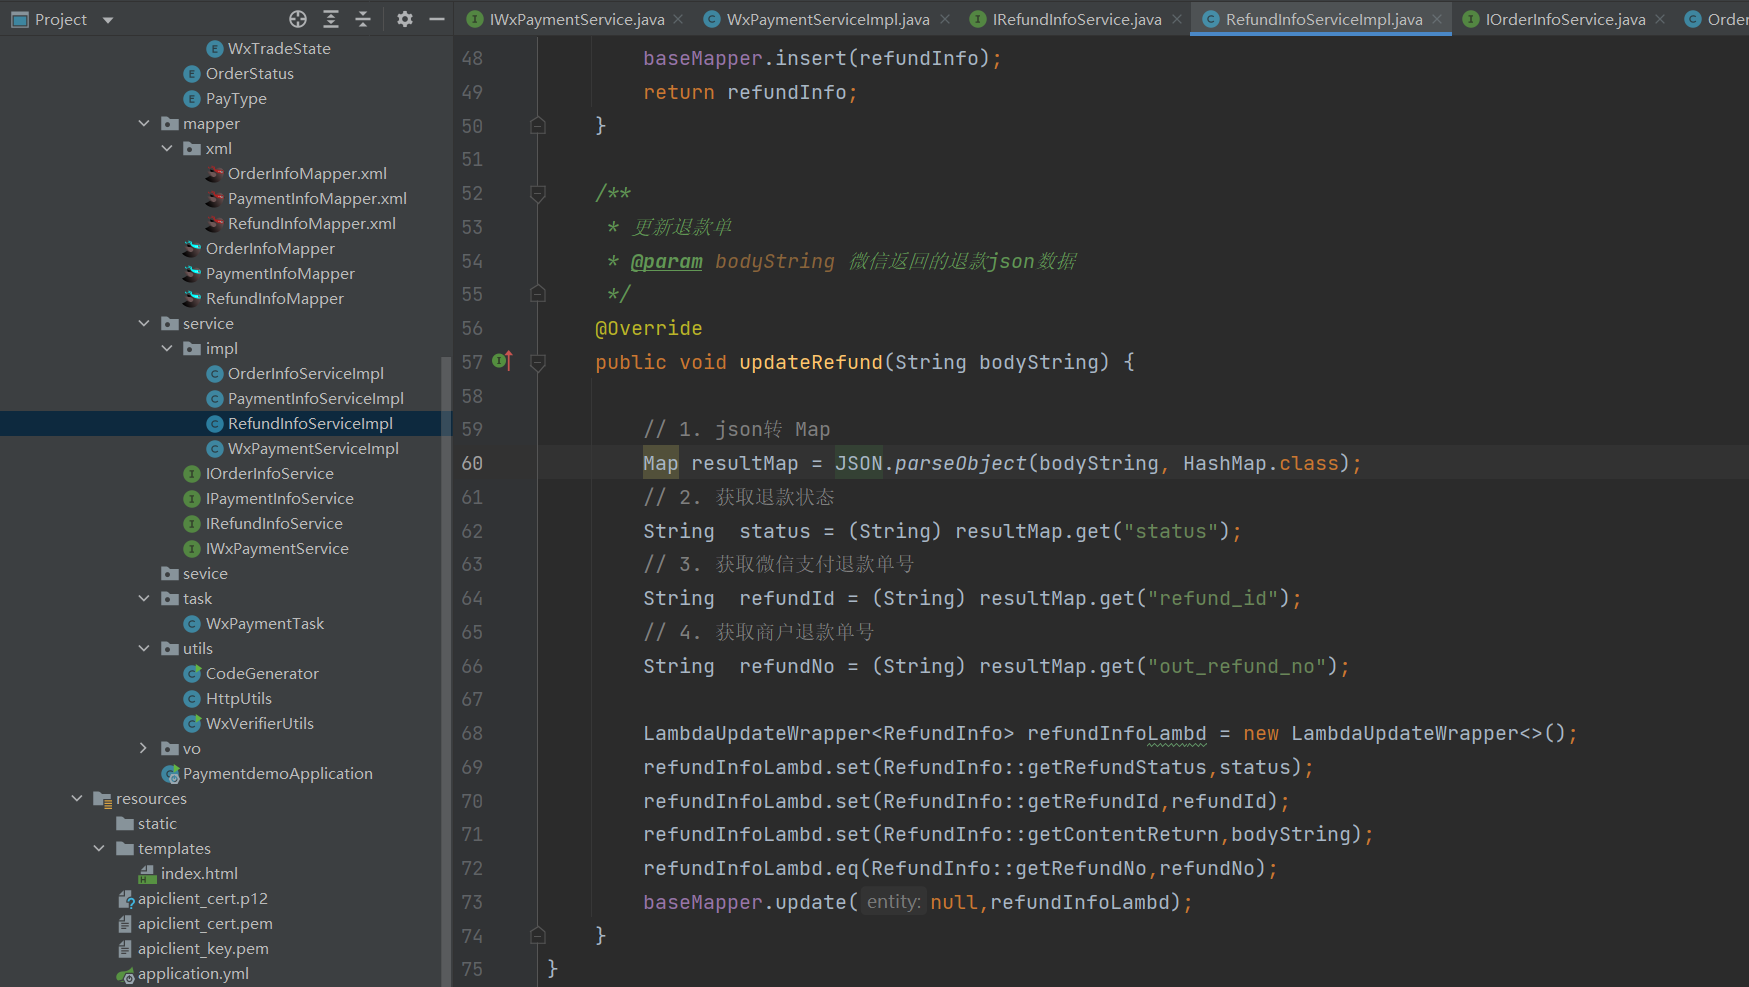 Project
WxTradeState
OrderStatus
PayType
mapper
xml
OrderInfoMapper.xml
PaymentInfoMapper.xml
RefundInfoMapper.xml
OrderInfoMapper
PaymentInfoMapper
RefundInfoMapper
service
impl
OrderInfoServiceImpl
PaymentInfoServiceImpl
RefundInfoServiceImpl
WxPaymentServiceImpl
IOrderInfoService
IPaymentInfoService
IRefundInfoService
IWxPaymentService
sevice
task
WxPaymentTask
utils
CodeGenerator
HttpUtils
WxVerifierUtils
vo
PaymentdemoApplication
resources
static
templates
index.html
apiclient_cert.p12
apiclient_cert.pem
apiclient_key.pem
application.yml
IWxPaymentService.java WxPaymentServiceImpl.java IRefundInfoService.java RefundInfoServiceImpl.java IOrderInfoService.java Order
48 baseMapper.insert(refundInfo);
49 return refundInfo;
50 }
51
52 /**
53 * 更新退款单
54 * @param bodyString 微信返回的退款json数据
55 */
56 @Override
57 public void updateRefund(String bodyString) {
58
59 // 1. json转 Map
60 Map resultMap = JSON.parseObject(bodyString, HashMap.class);
61 // 2. 获取退款状态
62 String  status = (String) resultMap.get("status");
63 // 3. 获取微信支付退款单号
64 String  refundId = (String) resultMap.get("refund_id");
65 // 4. 获取商户退款单号
66 String  refundNo = (String) resultMap.get("out_refund_no");
67
68 LambdaUpdateWrapper<RefundInfo> refundInfoLambd = new LambdaUpdateWrapper<>();
69 refundInfoLambd.set(RefundInfo::getRefundStatus,status);
70 refundInfoLambd.set(RefundInfo::getRefundId,refundId);
71 refundInfoLambd.set(RefundInfo::getContentReturn,bodyString);
72 refundInfoLambd.eq(RefundInfo::getRefundNo,refundNo);
73 baseMapper.update( entity: null,refundInfoLambd);
74 }
75 }